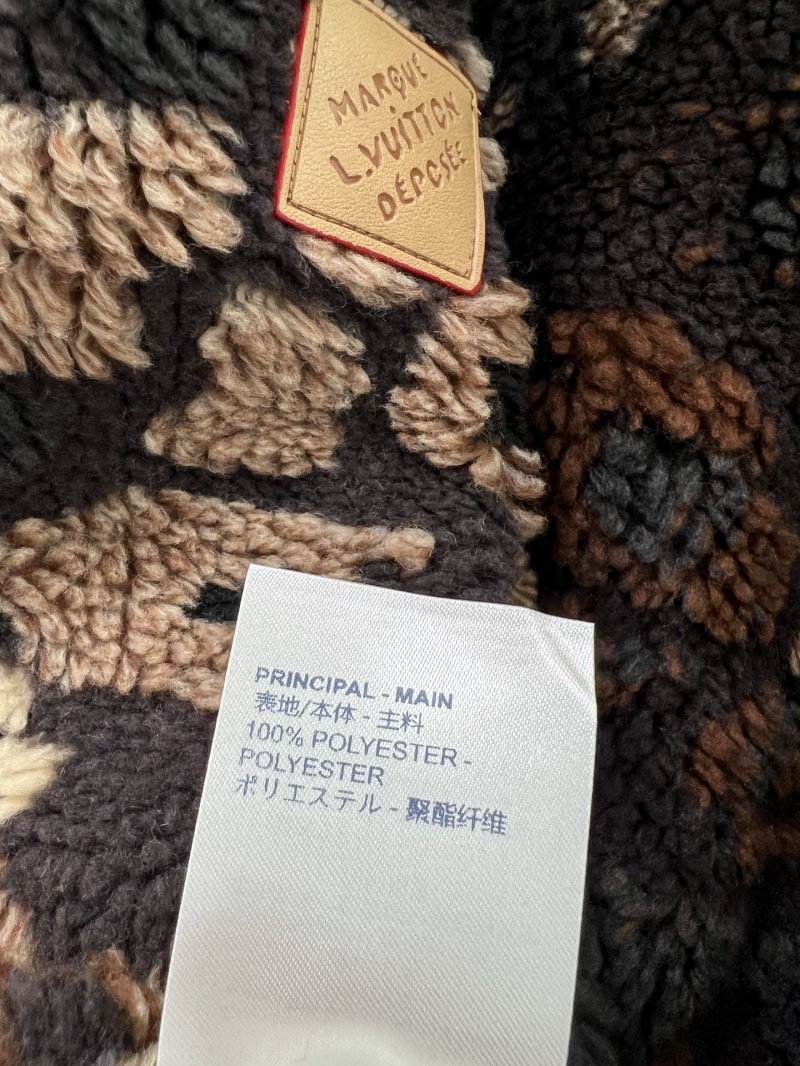 MARQUE
L.VUITTON
DÉPOSÉE
PRINCIPAL - MAIN
表地/本体 - 主料
100% POLYESTER -
POLYESTER
ポリエステル - 聚酯纤维